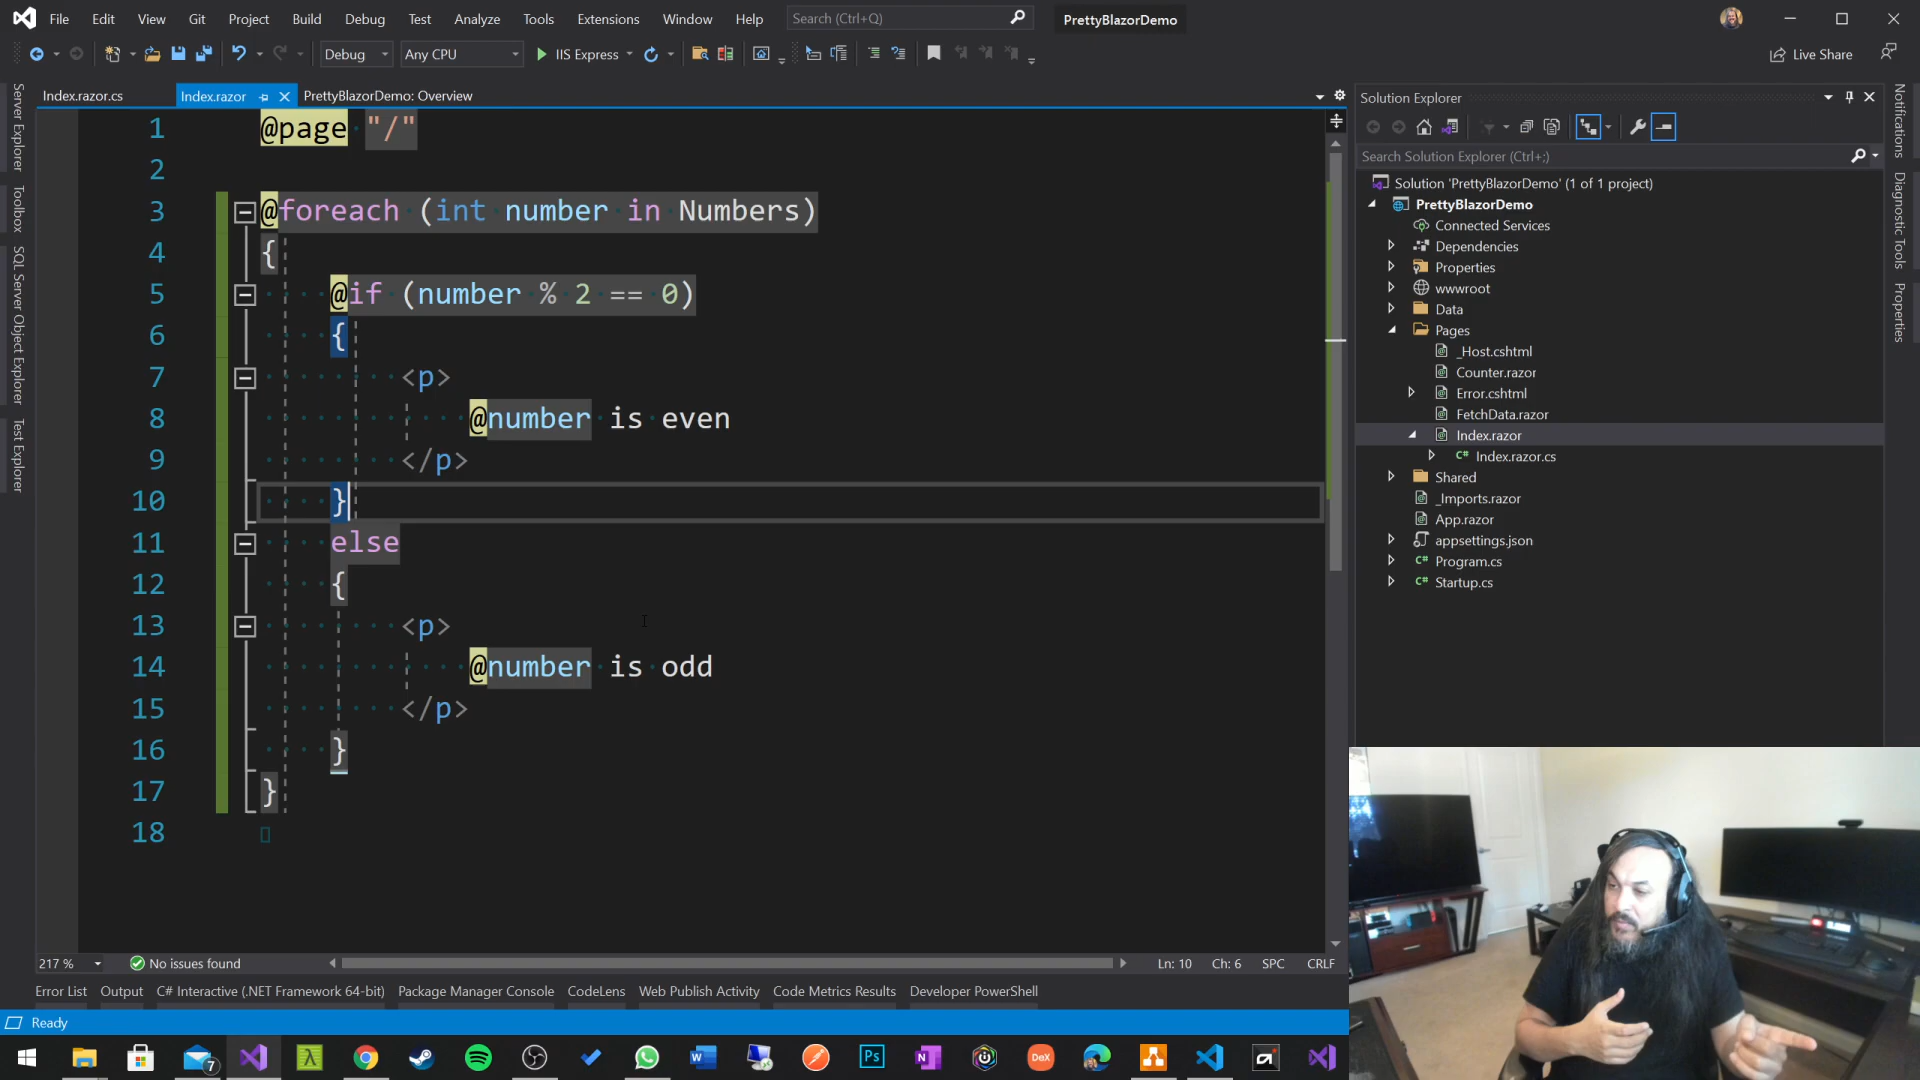 File Edit View Git Project Build Debug Test Analyze Tools Extensions Window Help Search (Ctrl+Q) PrettyBlazorDemo
Debug Any CPU IIS Express Live Share
Index.razor.cs Index.razor PrettyBlazorDemo: Overview
Server Explorer
Toolbox
SQL Server Object Explorer
Test Explorer
1 @page "/"
2
3 @foreach (int number in Numbers)
4 {
5 @if (number % 2 == 0)
6 {
7 <p>
8 @number is even
9 </p>
10 }
11 else
12 {
13 <p>
14 @number is odd
15 </p>
16 }
17 }
18
217 % No issues found Ln: 10 Ch: 6 SPC CRLF
Error List Output C# Interactive (.NET Framework 64-bit) Package Manager Console CodeLens Web Publish Activity Code Metrics Results Developer PowerShell
Ready
Solution Explorer
Search Solution Explorer (Ctrl+;)
Solution 'PrettyBlazorDemo' (1 of 1 project)
PrettyBlazorDemo
Connected Services
Dependencies
Properties
wwwroot
Data
Pages
_Host.cshtml
Counter.razor
Error.cshtml
FetchData.razor
Index.razor
C# Index.razor.cs
Shared
_Imports.razor
App.razor
appsettings.json
C# Program.cs
C# Startup.cs
Notifications
Diagnostic Tools
Properties
7
Ps
DeX